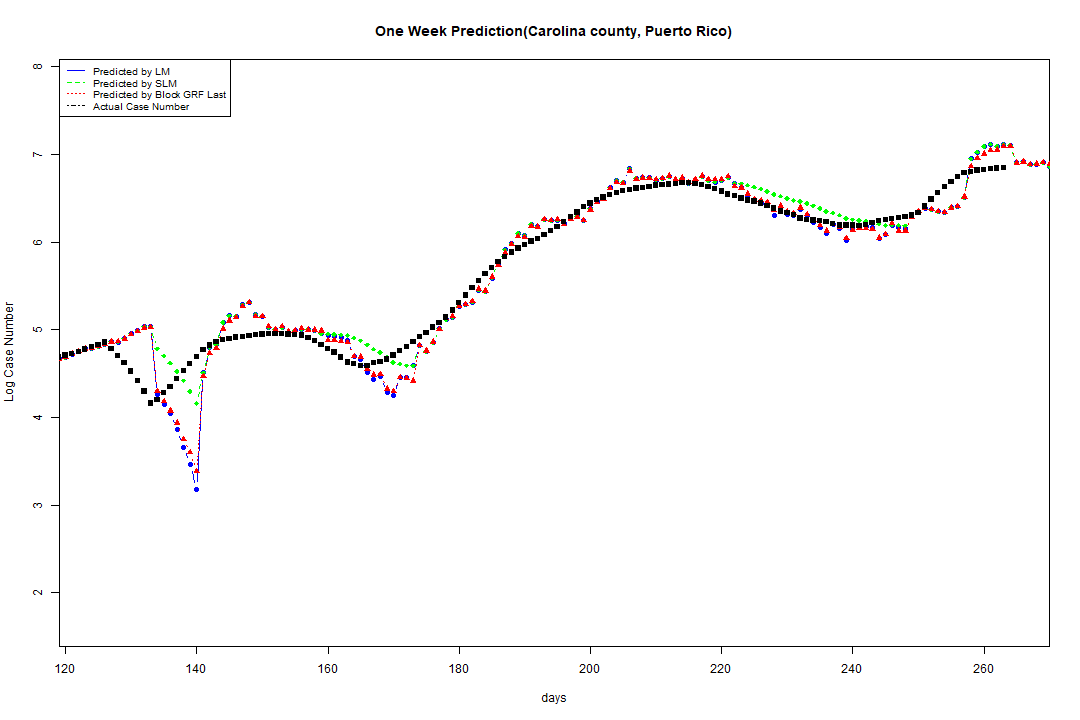 One Week Prediction(Carolina county, Puerto Rico)
Predicted by LM
Predicted by SLM
Predicted by Block GRF Last
Actual Case Number
8
7
6
5
4
3
2
Log Case Number
120 140 160 180 200 220 240 260
days